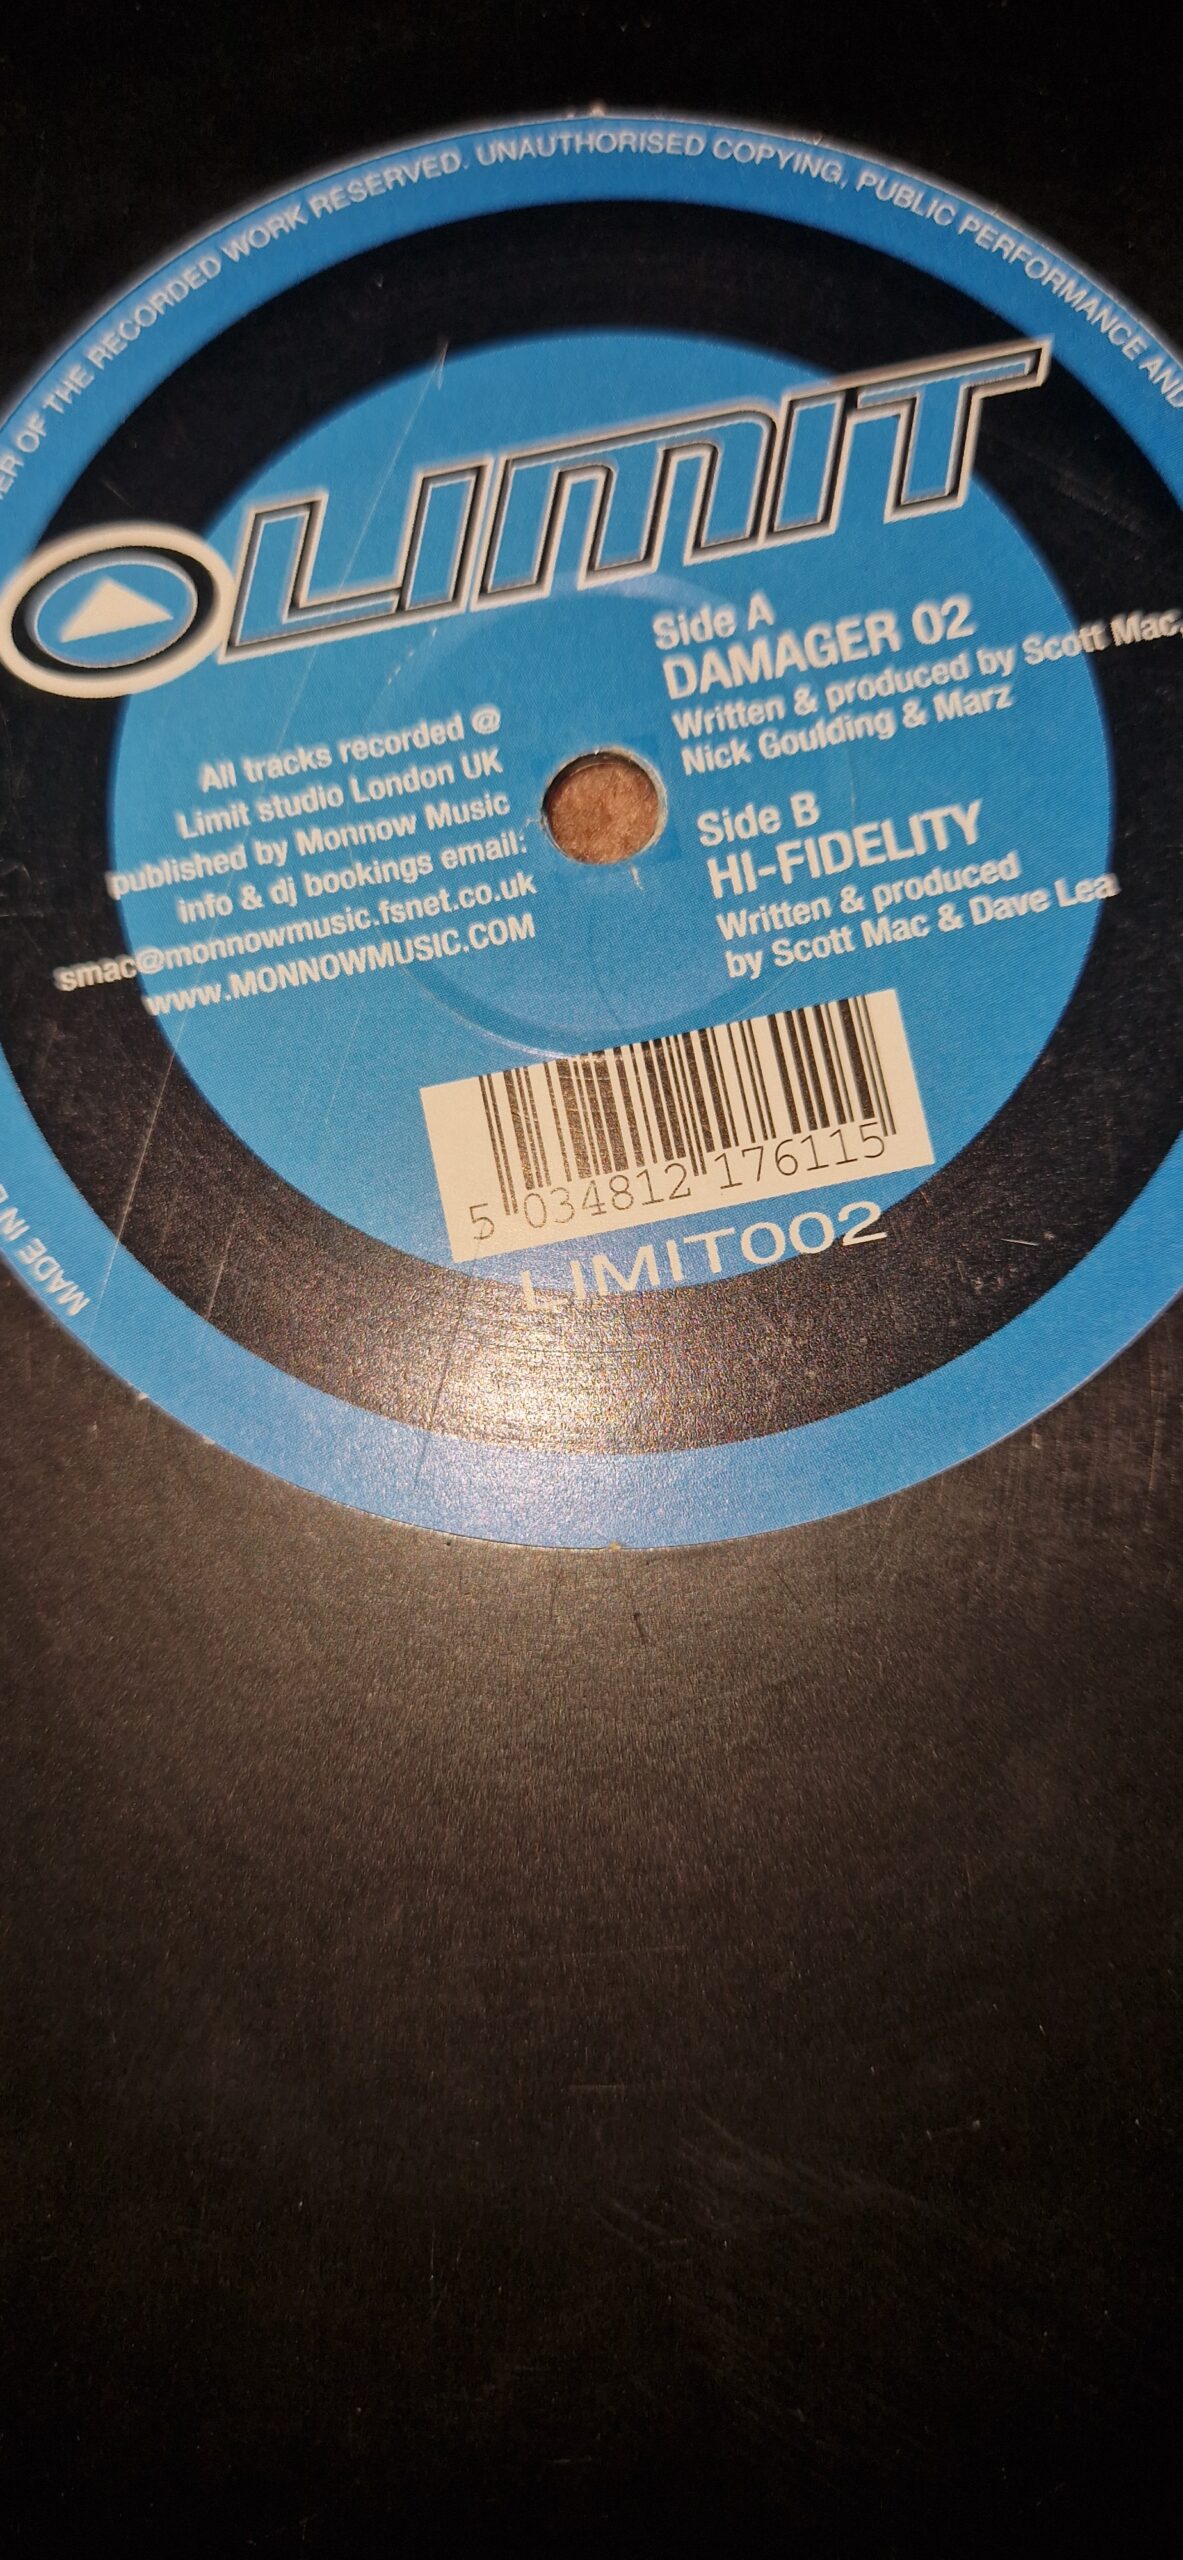 OF THE RECORDED WORK RESERVED. UNAUTHORISED COPYING, PUBLIC PERFORMANCE AND
LIMIT
Side A
DAMAGER 02
Written & produced by Scott Mac,
Nick Goulding & Marz
Side B
HI-FIDELITY
Written & produced
by Scott Mac & Dave Lea
All tracks recorded @
Limit studio London UK
published by Monnow Music
info & dj bookings email:
smac@monnowmusic.fsnet.co.uk
www.MONNOWMUSIC.COM
5 034812 176115
LIMIT002
MADE IN